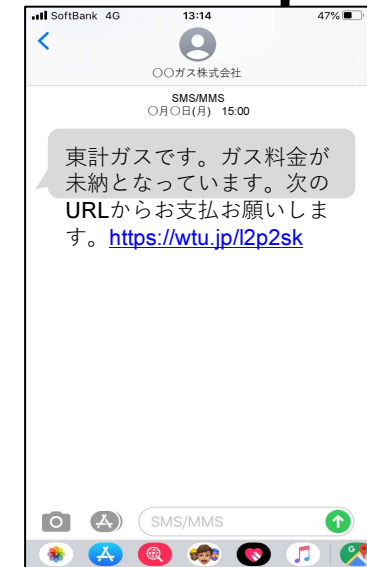 SoftBank 4G 13:14 47%
〇〇ガス株式会社
SMS/MMS
〇月〇日(月) 15:00
東計ガスです。ガス料金が
未納となっています。次の
URLからお支払お願いしま
す。https://wtu.jp/l2p2sk
SMS/MMS